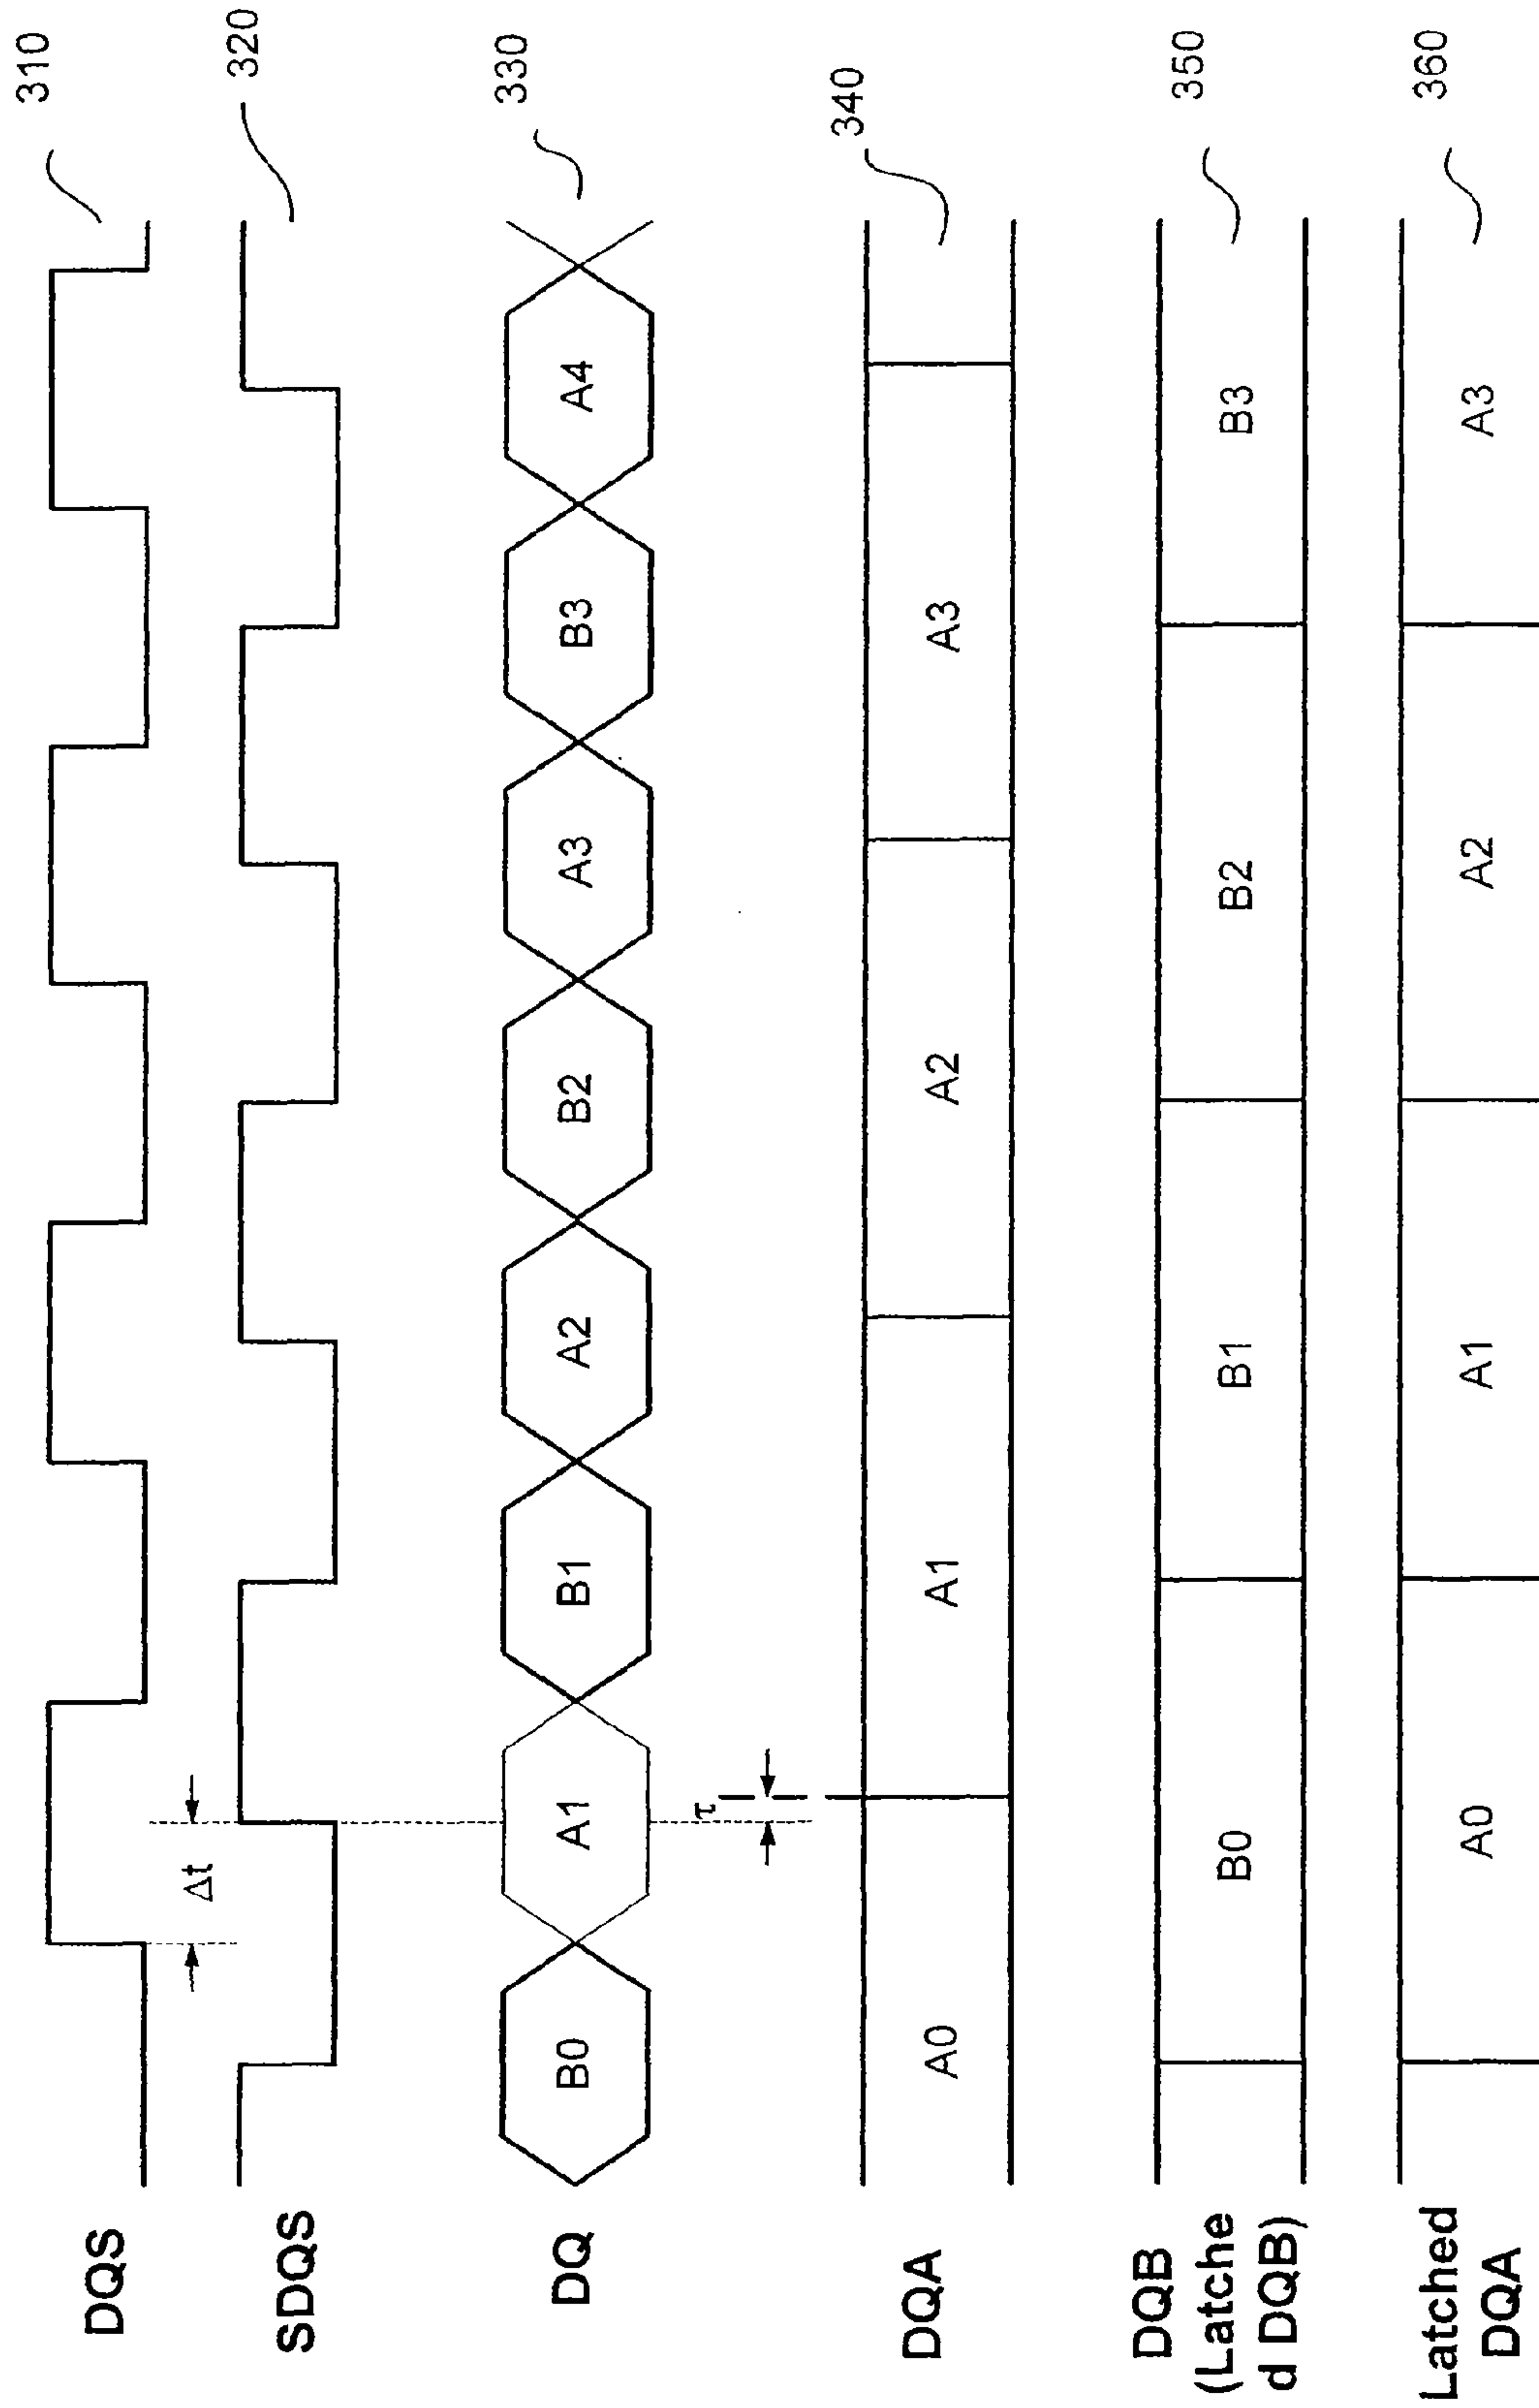 DQS
310
SDQS
Δt
320
DQ
B0 A1 B1 A2 B2 A3 B3 A4
330
τ
DQA
A0 A1 A2 A3
340
DQB
(Latche
d DQB)
B0 B1 B2 B3
350
Latched
DQA
A0 A1 A2 A3
360